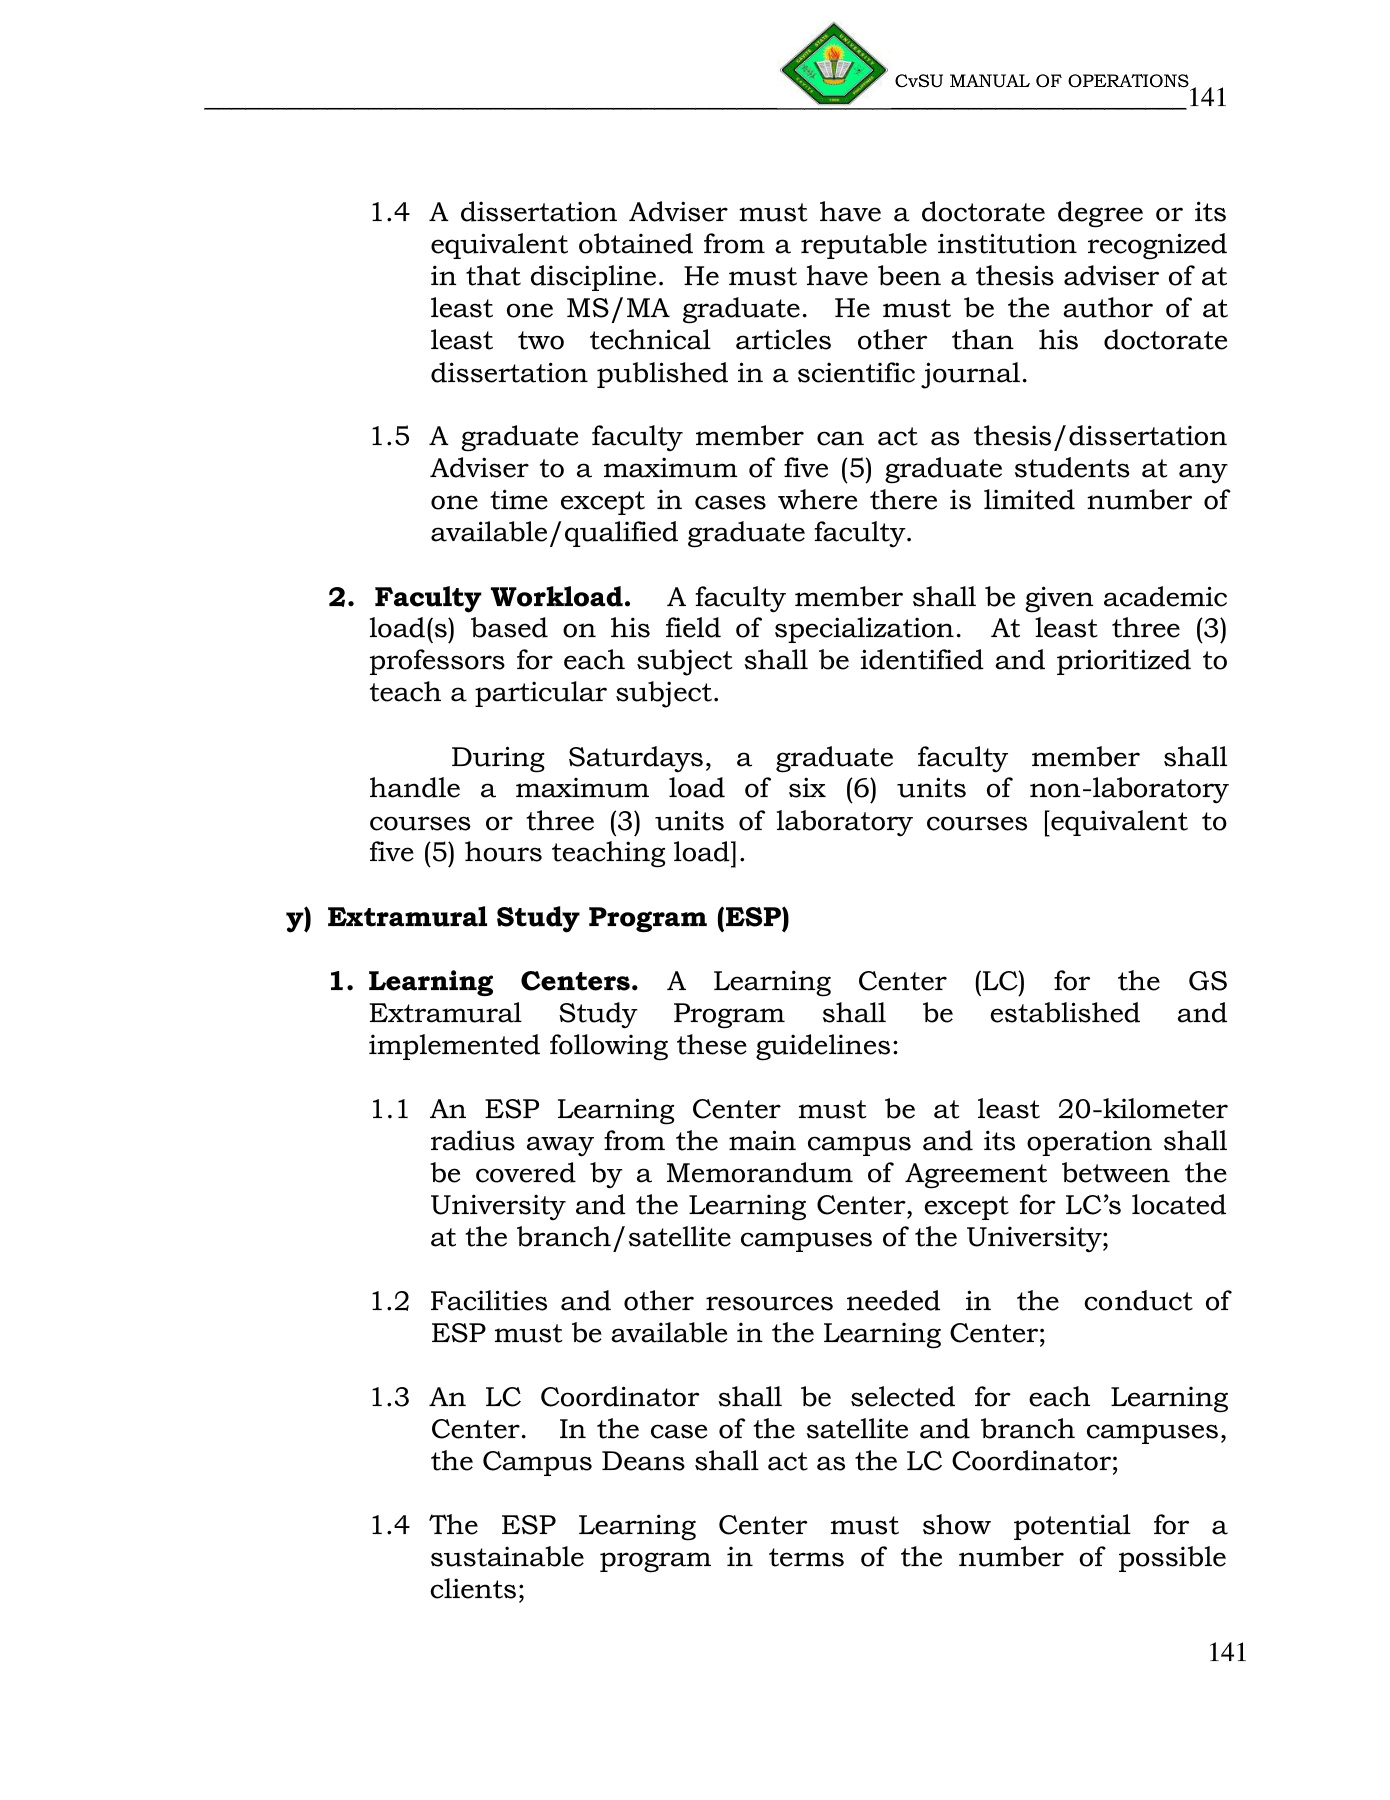 CvSU MANUAL OF OPERATIONS
141
1.4 A dissertation Adviser must have a doctorate degree or its
equivalent obtained from a reputable institution recognized
in that discipline. He must have been a thesis adviser of at
least one MS/MA graduate. He must be the author of at
least two technical articles other than his doctorate
dissertation published in a scientific journal.
1.5 A graduate faculty member can act as thesis/dissertation
Adviser to a maximum of five (5) graduate students at any
one time except in cases where there is limited number of
available/qualified graduate faculty.
2. Faculty Workload. A faculty member shall be given academic
load(s) based on his field of specialization. At least three (3)
professors for each subject shall be identified and prioritized to
teach a particular subject.
During Saturdays, a graduate faculty member shall
handle a maximum load of six (6) units of non-laboratory
courses or three (3) units of laboratory courses [equivalent to
five (5) hours teaching load].
y) Extramural Study Program (ESP)
1. Learning Centers. A Learning Center (LC) for the GS
Extramural Study Program shall be established and
implemented following these guidelines:
1.1 An ESP Learning Center must be at least 20-kilometer
radius away from the main campus and its operation shall
be covered by a Memorandum of Agreement between the
University and the Learning Center, except for LC’s located
at the branch/satellite campuses of the University;
1.2 Facilities and other resources needed in the conduct of
ESP must be available in the Learning Center;
1.3 An LC Coordinator shall be selected for each Learning
Center. In the case of the satellite and branch campuses,
the Campus Deans shall act as the LC Coordinator;
1.4 The ESP Learning Center must show potential for a
sustainable program in terms of the number of possible
clients;
141